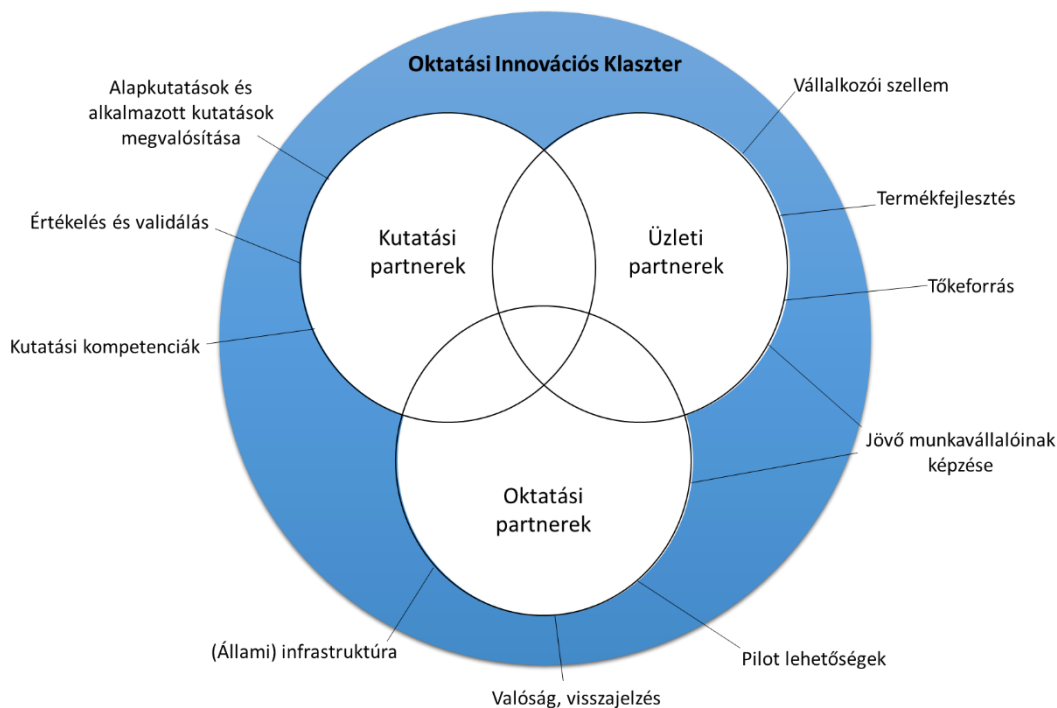 Oktatási Innovációs Klaszter
Alapkutatások és
alkalmazott kutatások
megvalósítása
Értékelés és validálás
Kutatási kompetenciák
Kutatási
partnerek
Üzleti
partnerek
Vállalkozói szellem
Termékfejlesztés
Tőkeforrás
Jövő munkavállalóinak
képzése
Oktatási
partnerek
(Állami) infrastruktúra
Valóság, visszajelzés
Pilot lehetőségek